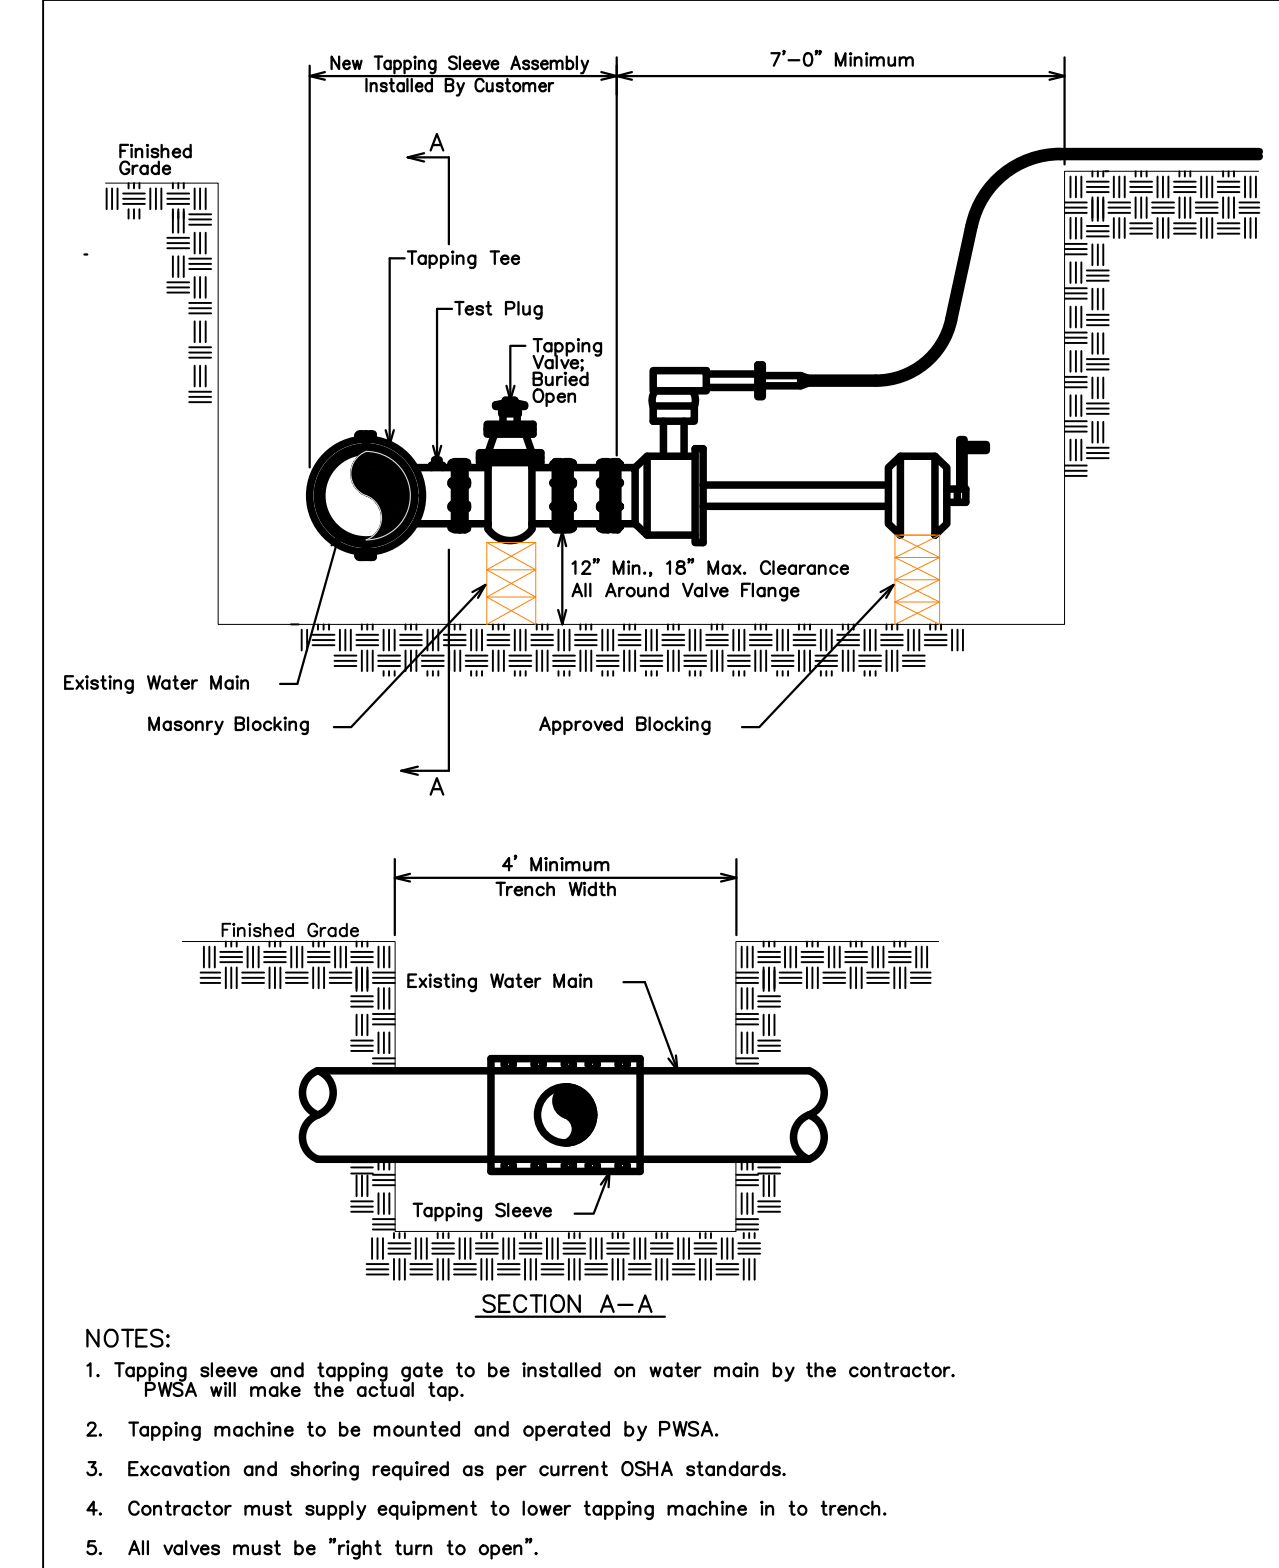 New Tapping Sleeve Assembly
Installed By Customer
7'-0" Minimum
A
Finished
Grade
Tapping Tee
Test Plug
Tapping
Valve;
Buried
Open
12" Min., 18" Max. Clearance
All Around Valve Flange
Existing Water Main
Masonry Blocking
Approved Blocking
A
4' Minimum
Trench Width
Finished Grade
Existing Water Main
Tapping Sleeve
SECTION A-A
NOTES:
1. Tapping sleeve and tapping gate to be installed on water main by the contractor.
PWSA will make the actual tap.
2. Tapping machine to be mounted and operated by PWSA.
3. Excavation and shoring required as per current OSHA standards.
4. Contractor must supply equipment to lower tapping machine in to trench.
5. All valves must be "right turn to open".